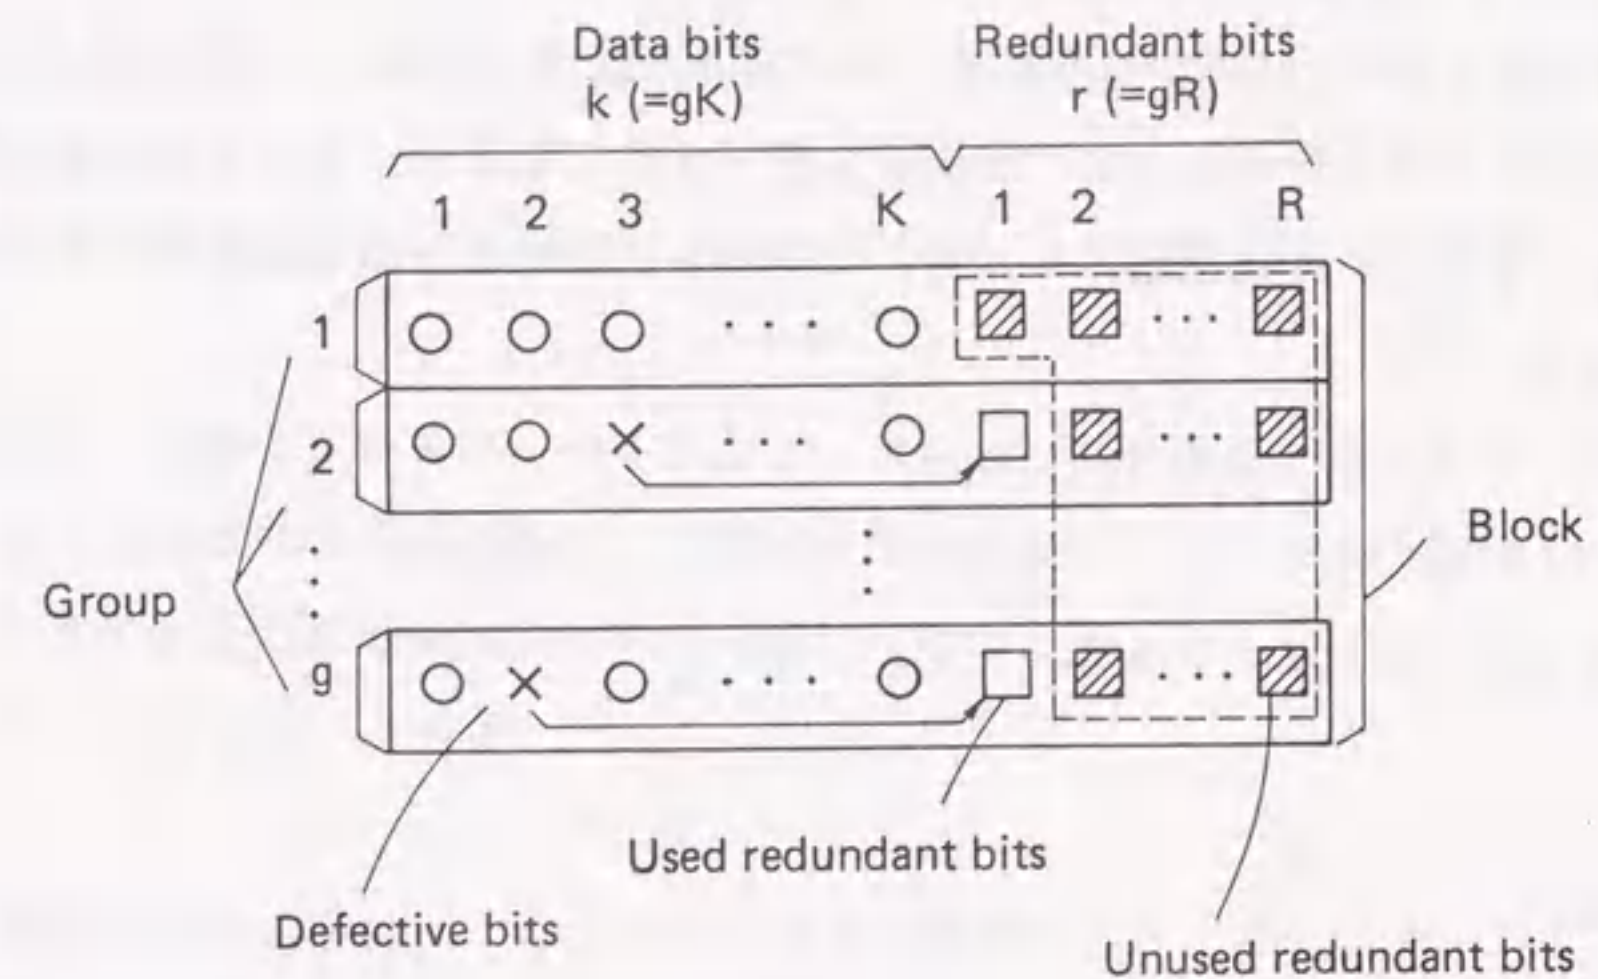 Data bits Redundant bits
k (=gK) r (=gR)
1 2 3 K 1 2 R
1 . . . . . .
2 . . . . . .
Block
Group
g . . . . . .
Used redundant bits
Defective bits
Unused redundant bits